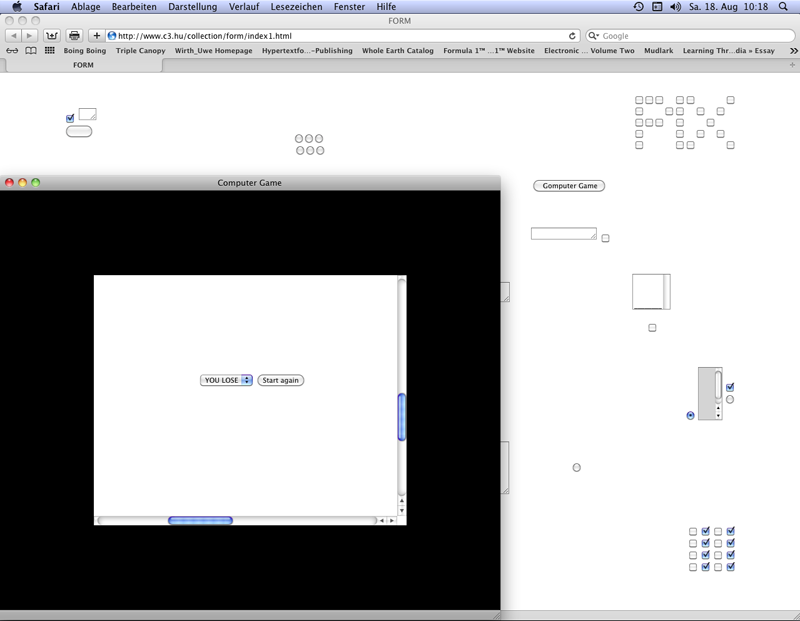 Safari Ablage Bearbeiten Darstellung Verlauf Lesezeichen Fenster Hilfe Sa. 18. Aug 10:18
FORM
http://www.c3.hu/collection/form/index1.html Google
Boing Boing Triple Canopy Wirth_Uwe Homepage Hypertextfo...-Publishing Whole Earth Catalog Formula 1™ ...1™ Website Electronic ... Volume Two Mudlark Learning Thr...dia » Essay
FORM
Computer Game
Gomputer Game
YOU LOSE Start again